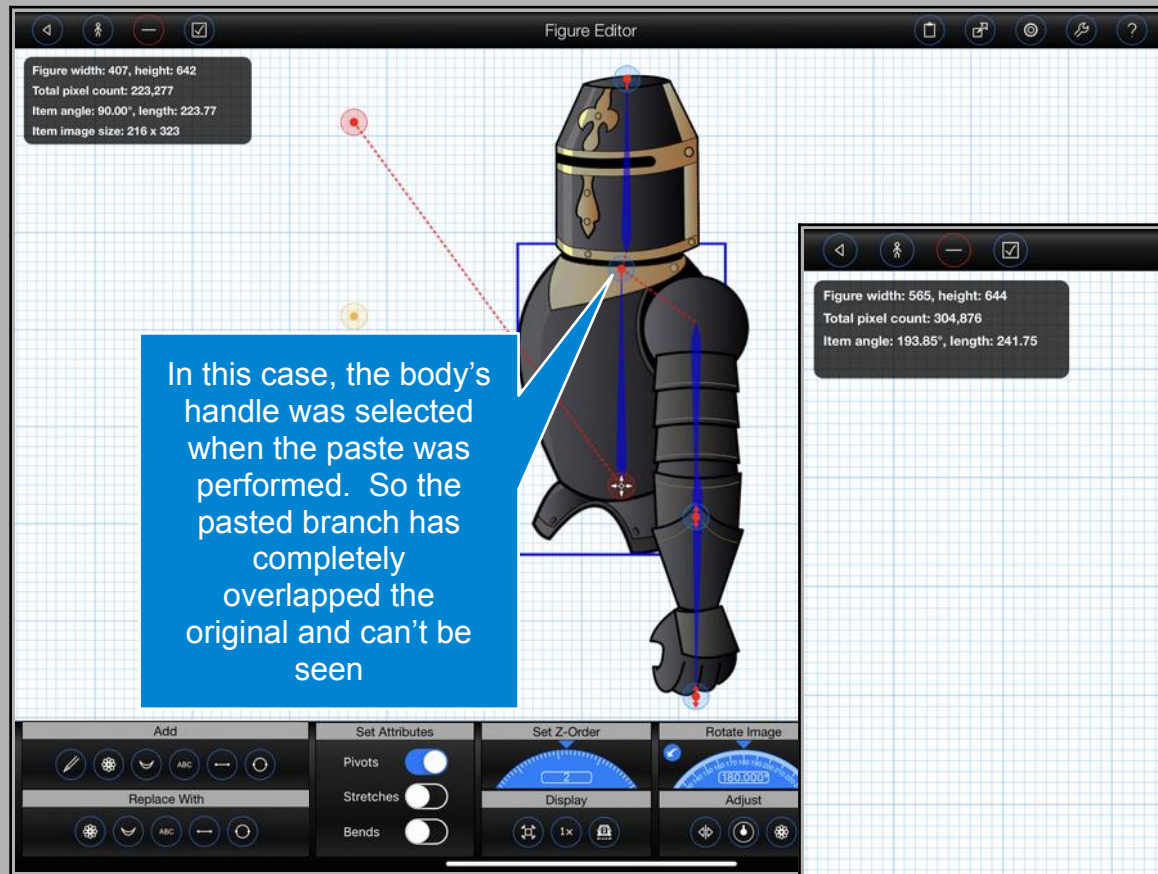 Figure Editor
?
Figure width: 407, height: 642
Total pixel count: 223,277
Item angle: 90.00°, length: 223.77
Item image size: 216 x 323
Figure width: 565, height: 644
Total pixel count: 304,876
Item angle: 193.85°, length: 241.75
In this case, the body’s
handle was selected
when the paste was
performed.  So the
pasted branch has
completely
overlapped the
original and can’t be
seen
Add
ABC
Replace With
ABC
Set Attributes
Pivots
Stretches
Bends
Set Z-Order
2
Display
1×
Rotate Image
180.000°
Adjust